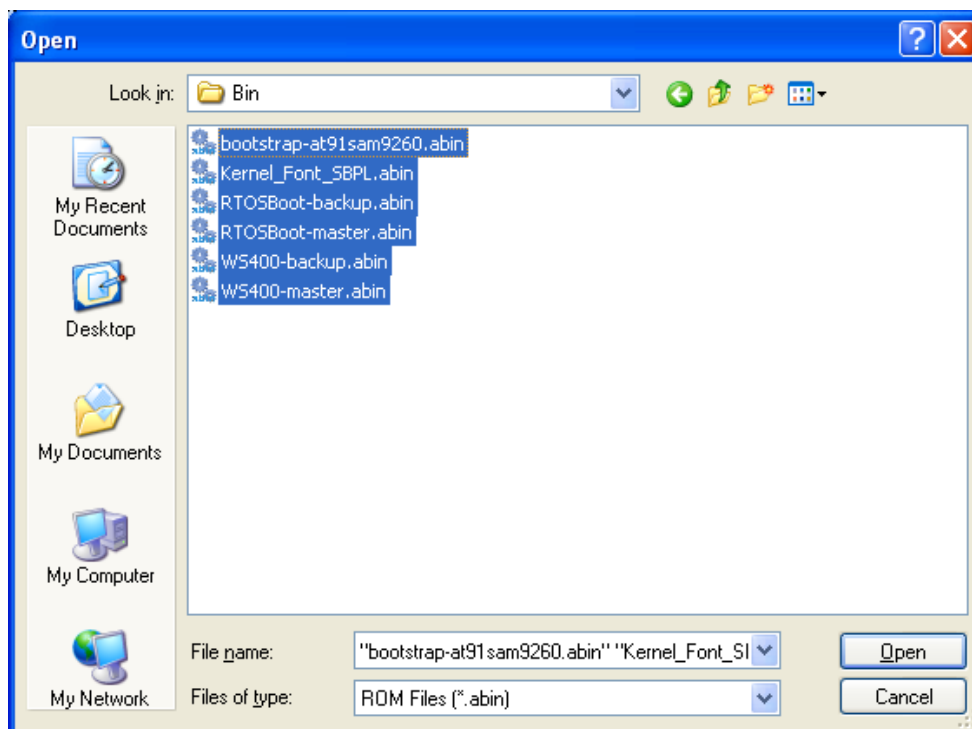 Open
Look in:
Bin
bootstrap-at91sam9260.abin
Kernel_Font_SBPL.abin
RTOSBoot-backup.abin
RTOSBoot-master.abin
WS400-backup.abin
WS400-master.abin
My Recent
Documents
Desktop
My Documents
My Computer
My Network
File name:
"bootstrap-at91sam9260.abin" "Kernel_Font_SI
Open
Files of type:
ROM Files (*.abin)
Cancel